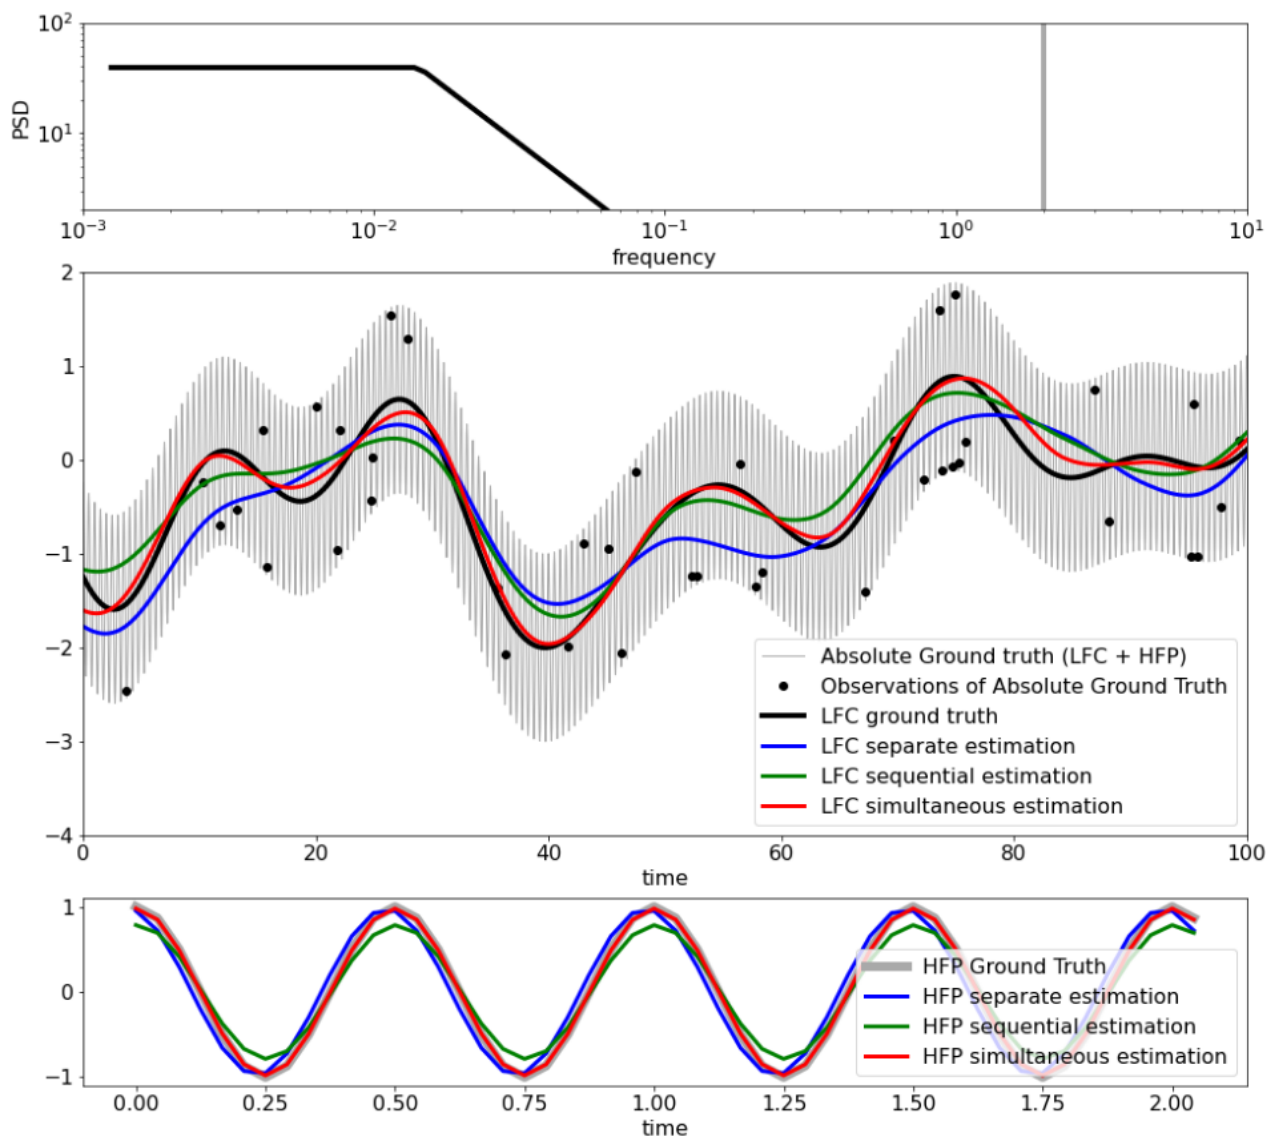 10²
10¹
PSD
10⁻³ 10⁻² 10⁻¹ 10⁰ 10¹
frequency
2
1
0
−1
−2
−3
−4
Absolute Ground truth (LFC + HFP)
Observations of Absolute Ground Truth
LFC ground truth
LFC separate estimation
LFC sequential estimation
LFC simultaneous estimation
0 20 40 60 80 100
time
1
0
−1
HFP Ground Truth
HFP separate estimation
HFP sequential estimation
HFP simultaneous estimation
0.00 0.25 0.50 0.75 1.00 1.25 1.50 1.75 2.00
time